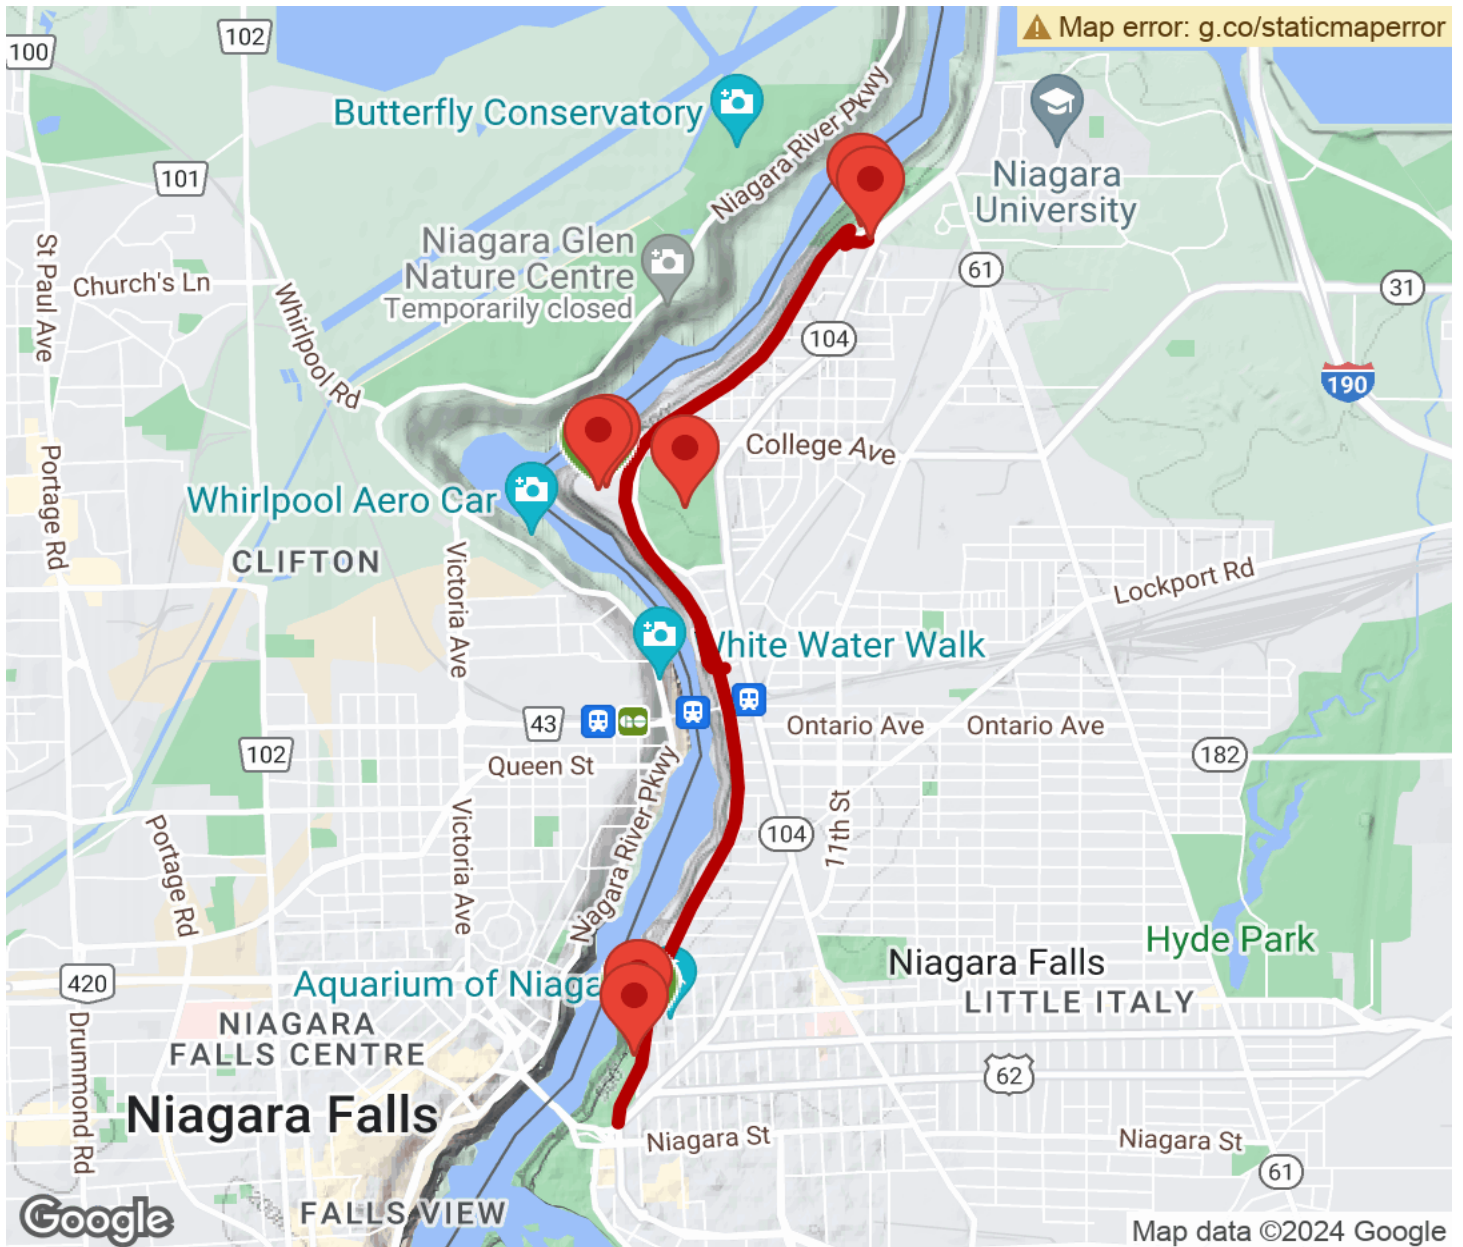 Map error: g.co/staticmaperror
100
102
Butterfly Conservatory
Niagara River Pkwy
Niagara
University
101
St Paul Ave
Church's Ln
Whirlpool Rd
Niagara Glen
Nature Centre
Temporarily closed
61
31
104
190
College Ave
Portage Rd
Whirlpool Aero Car
CLIFTON
Victoria Ave
Lockport Rd
White Water Walk
43
Ontario Ave
Ontario Ave
102
Queen St
182
Niagara River Pkwy
Victoria Ave
104
11th St
Portage Rd
Hyde Park
Niagara Falls
LITTLE ITALY
420
Aquarium of Niaga
NIAGARA
FALLS CENTRE
Drummond Rd
62
Niagara Falls
Niagara St
Niagara St
61
FALLS VIEW
Google
Map data ©2024 Google